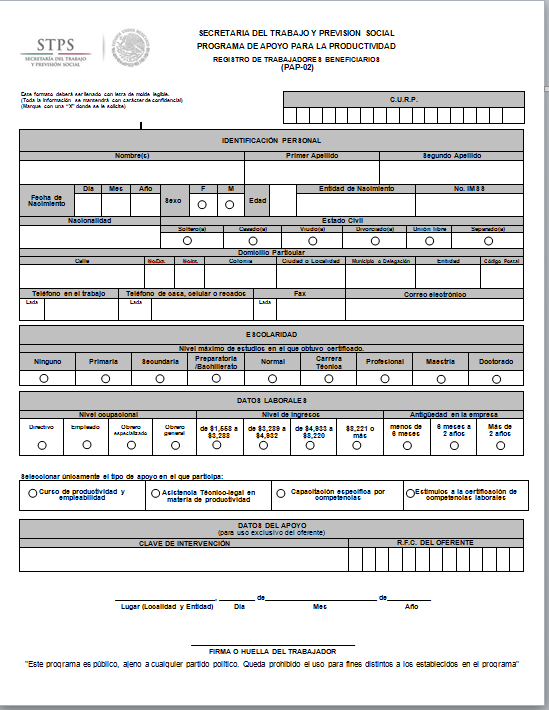 SECRETARIA DEL TRABAJO Y PREVISION SOCIAL
PROGRAMA DE APOYO PARA LA PRODUCTIVIDAD
REGISTRO DE TRABAJADORES BENEFICIARIOS
(PAP-02)
STPS
SECRETARÍA DEL TRABAJO
Y PREVISIÓN SOCIAL
Este formato deberá ser llenado con letra de molde legible.
(Toda la información se mantendrá con carácter de confidencial)
(Marque con una "X" donde se le solicite)
C.U.R.P.
IDENTIFICACIÓN PERSONAL
Nombre(s) Primer Apellido Segundo Apellido
Fecha de Nacimiento Día Mes Año Sexo F M Edad Entidad de Nacimiento No. IMSS
Nacionalidad Estado Civil
Soltero(a) Casado(a) Viudo(a) Divorciado(a) Unión libre Separado(a)
Domicilio Particular
Calle No.Ext. No.Int. Colonia Ciudad o Localidad Municipio o Delegación Entidad Código Postal
Teléfono en el trabajo Teléfono de casa, celular o recados Fax Correo electrónico
Lada Lada Lada
ESCOLARIDAD
Nivel máximo de estudios en el que obtuvo certificado.
Ninguno Primaria Secundaria Preparatoria /Bachillerato Normal Carrera Técnica Profesional Maestría Doctorado
DATOS LABORALES
Nivel ocupacional Nivel de ingresos Antigüedad en la empresa
Directivo Empleado Obrero especializado Obrero general de $1,658 a $3,288 de $3,289 a $4,932 de $4,933 a $8,220 $8,221 o más menos de 6 meses 6 meses a 2 años Más de 2 años
Seleccionar únicamente el tipo de apoyo en el que participa:
Curso de productividad y empleabilidad Asistencia Técnico-legal en materia de productividad Capacitación específica por competencias Estímulos a la certificación de competencias laborales
DATOS DEL APOYO
(para uso exclusivo del oferente)
CLAVE DE INTERVENCIÓN R.F.C. DEL OFERENTE
, de de
Lugar (Localidad y Entidad) Día Mes Año
FIRMA O HUELLA DEL TRABAJADOR
"Este programa es público, ajeno a cualquier partido político. Queda prohibido el uso para fines distintos a los establecidos en el programa"